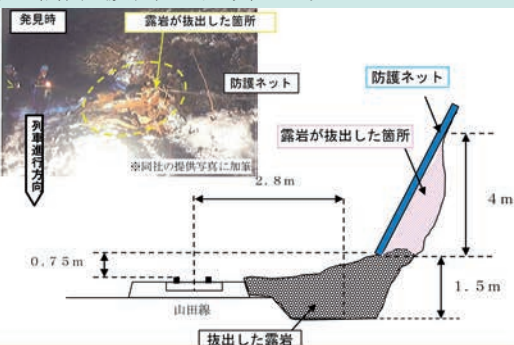 発見時
露岩が抜出した箇所
防護ネット
列車進行方向
※同社の提供写真に加筆
防護ネット
露岩が抜出した箇所
2.8m
4m
0.75m
1.5m
山田線
抜出した露岩